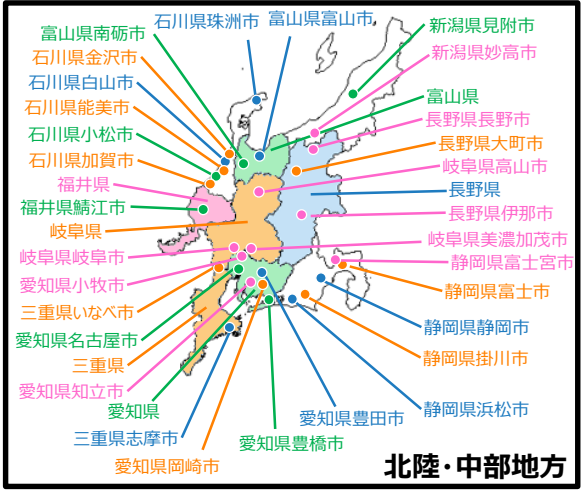 石川県珠洲市
富山県富山市
富山県南砺市
石川県金沢市
石川県白山市
石川県能美市
石川県小松市
石川県加賀市
福井県
福井県鯖江市
岐阜県
岐阜県岐阜市
愛知県小牧市
三重県いなべ市
愛知県名古屋市
三重県
愛知県知立市
愛知県
三重県志摩市
愛知県岡崎市
新潟県見附市
新潟県妙高市
富山県
長野県長野市
長野県大町市
岐阜県高山市
長野県
長野県伊那市
岐阜県美濃加茂市
静岡県富士宮市
静岡県富士市
静岡県静岡市
静岡県掛川市
静岡県浜松市
愛知県豊田市
愛知県豊橋市
北陸・中部地方